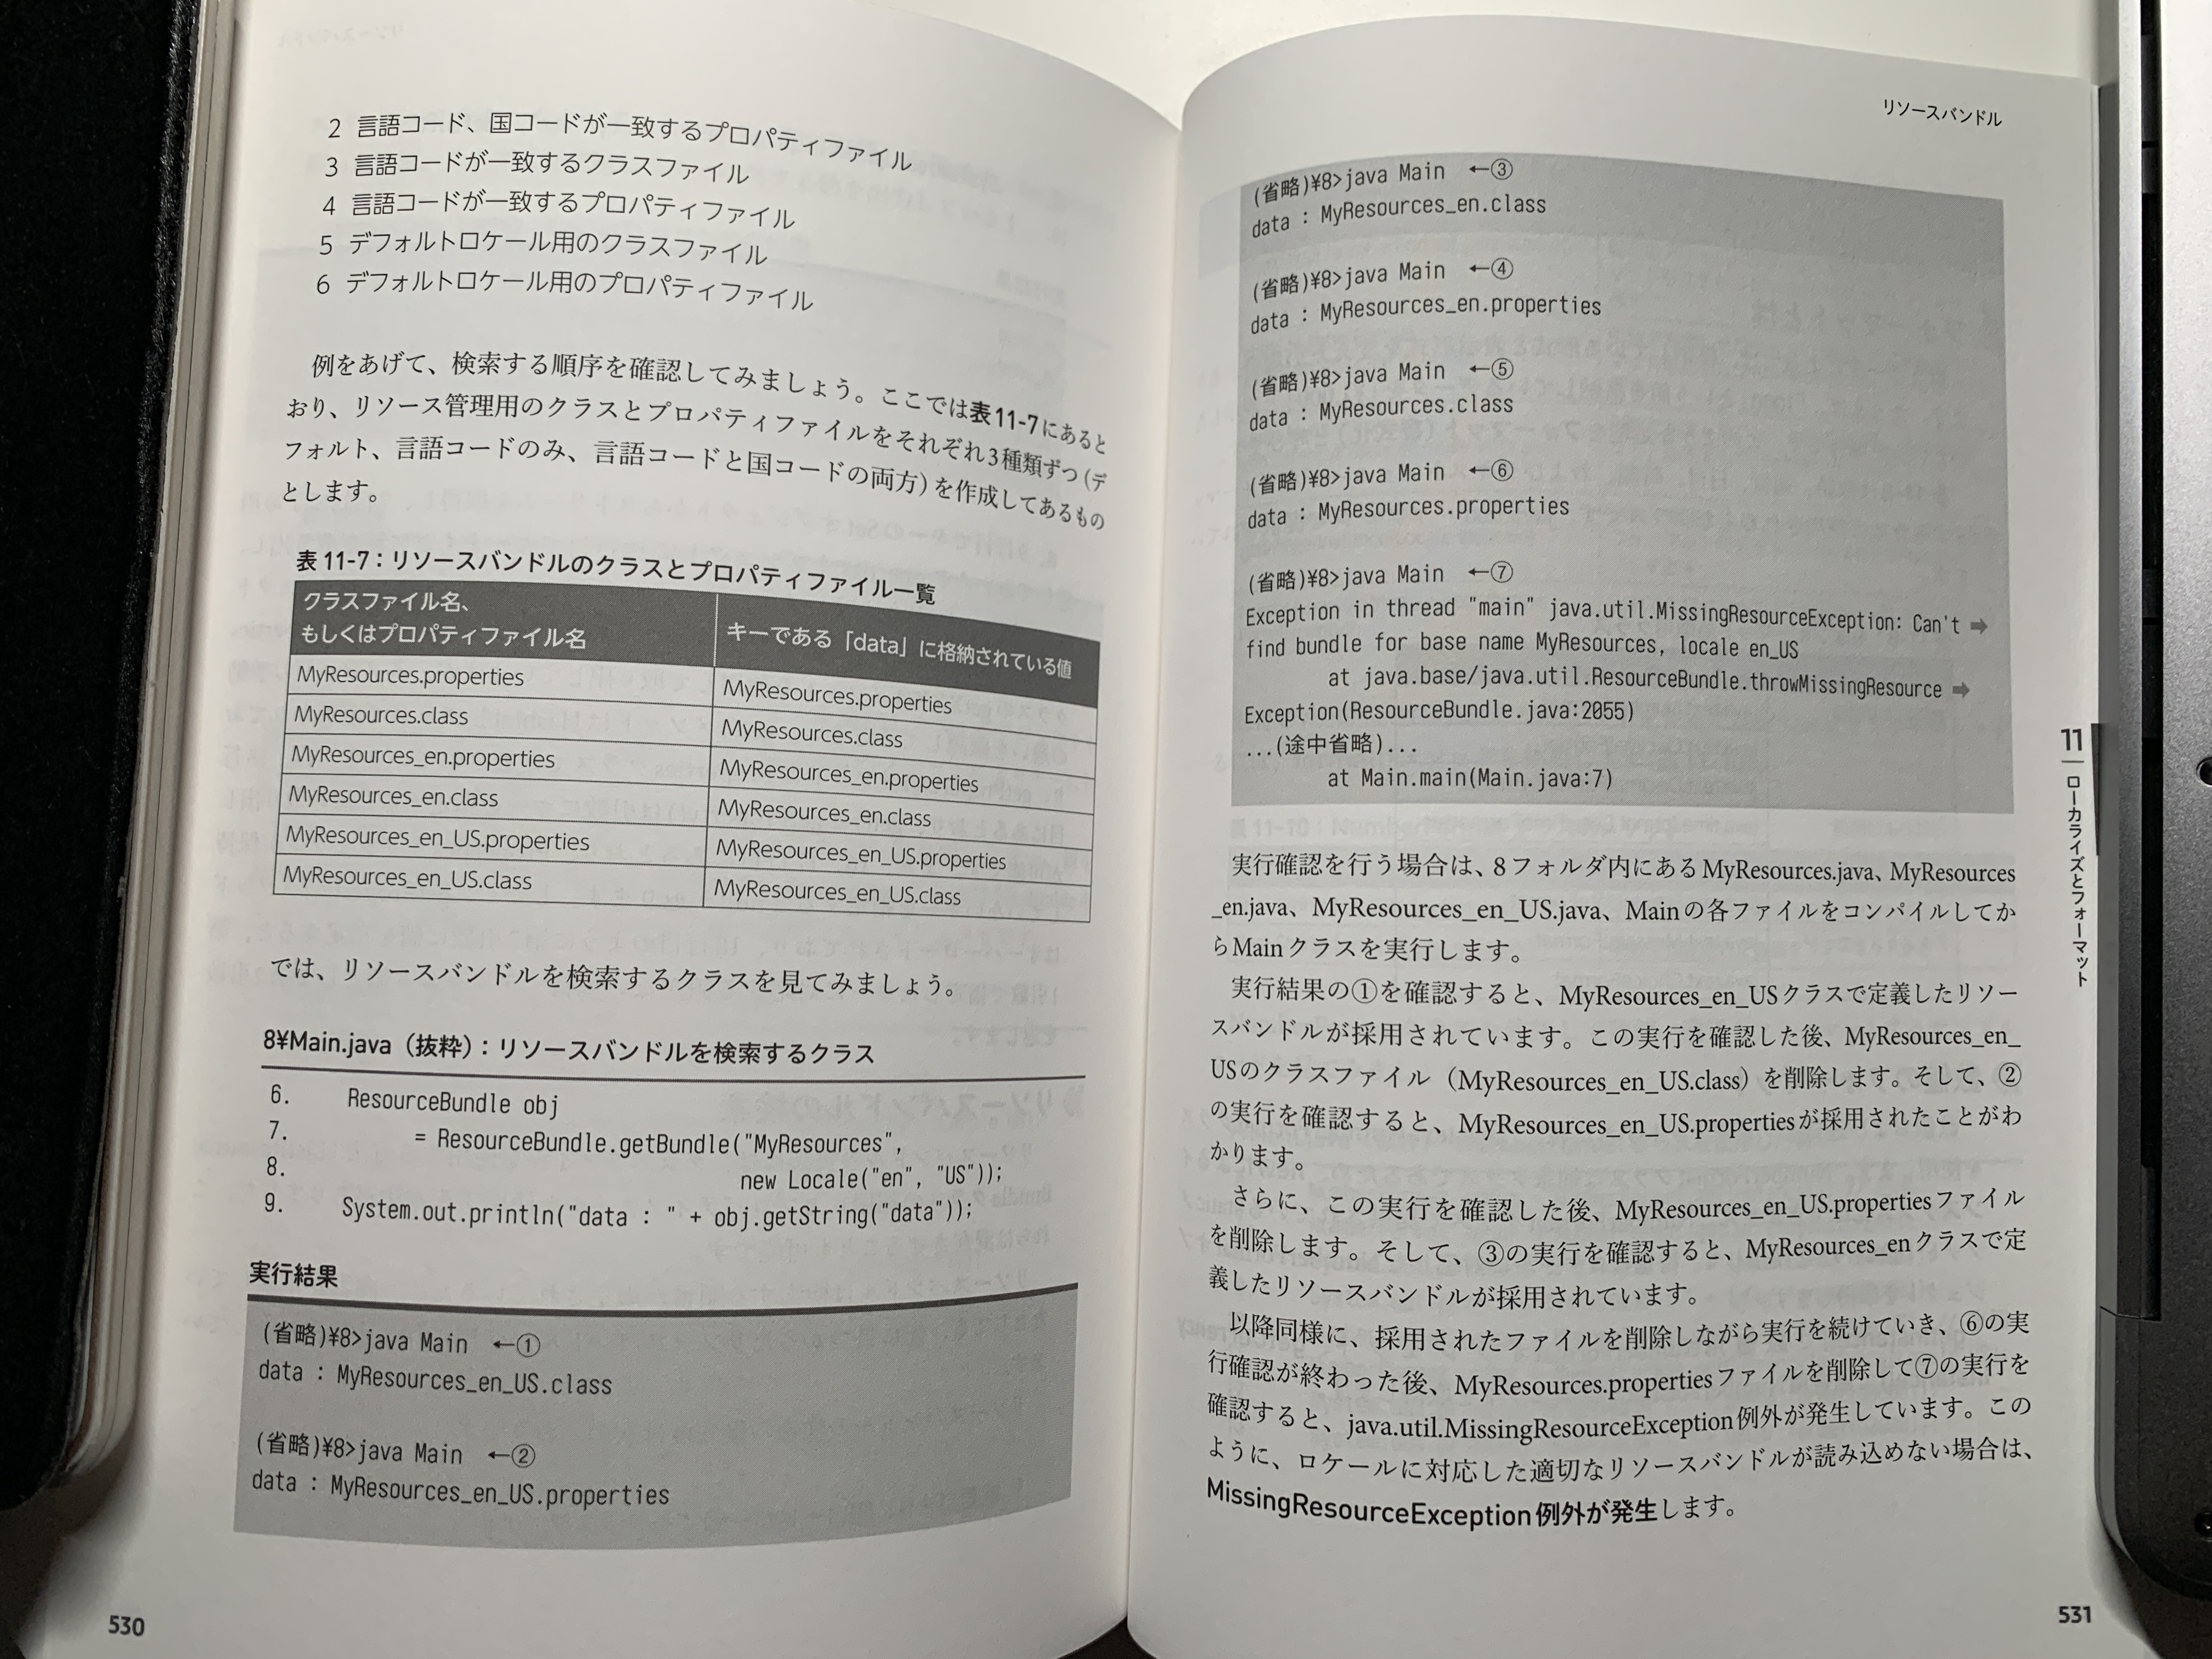 2 言語コード、国コードが一致するプロパティファイル
3 言語コードが一致するクラスファイル
4 言語コードが一致するプロパティファイル
5 デフォルトロケール用のクラスファイル
6 デフォルトロケール用のプロパティファイル
例をあげて、検索する順序を確認してみましょう。ここでは表11-7にあると
おり、リソース管理用のクラスとプロパティファイルをそれぞれ3種類ずつ(デ
フォルト、言語コードのみ、言語コードと国コードの両方)を作成してあるもの
とします。
表11-7:リソースバンドルのクラスとプロパティファイル一覧
クラスファイル名、
もしくはプロパティファイル名 キーである「data」に格納されている値
MyResources.properties MyResources.properties
MyResources.class MyResources.class
MyResources_en.properties MyResources_en.properties
MyResources_en.class MyResources_en.class
MyResources_en_US.properties MyResources_en_US.properties
MyResources_en_US.class MyResources_en_US.class
では、リソースバンドルを検索するクラスを見てみましょう。
8¥Main.java(抜粋):リソースバンドルを検索するクラス
6. ResourceBundle obj
7. = ResourceBundle.getBundle("MyResources",
8. new Locale("en", "US"));
9. System.out.println("data : " + obj.getString("data"));
実行結果
(省略)¥8>java Main ←①
data : MyResources_en_US.class
(省略)¥8>java Main ←②
data : MyResources_en_US.properties
530
リソースバンドル
(省略)¥8>java Main ←③
data : MyResources_en.class
(省略)¥8>java Main ←④
data : MyResources_en.properties
(省略)¥8>java Main ←⑤
data : MyResources.class
(省略)¥8>java Main ←⑥
data : MyResources.properties
(省略)¥8>java Main ←⑦
Exception in thread "main" java.util.MissingResourceException: Can't ➡
find bundle for base name MyResources, locale en_US
at java.base/java.util.ResourceBundle.throwMissingResource ➡
Exception(ResourceBundle.java:2055)
...(途中省略)...
at Main.main(Main.java:7)
実行確認を行う場合は、8フォルダ内にあるMyResources.java、MyResources
_en.java、MyResources_en_US.java、Mainの各ファイルをコンパイルしてか
らMainクラスを実行します。
実行結果の①を確認すると、MyResources_en_USクラスで定義したリソー
スバンドルが採用されています。この実行を確認した後、MyResources_en_
USのクラスファイル(MyResources_en_US.class)を削除します。そして、②
の実行を確認すると、MyResources_en_US.propertiesが採用されたことがわ
かります。
さらに、この実行を確認した後、MyResources_en_US.propertiesファイル
を削除します。そして、③の実行を確認すると、MyResources_enクラスで定
義したリソースバンドルが採用されています。
以降同様に、採用されたファイルを削除しながら実行を続けていき、⑥の実
行確認が終わった後、MyResources.propertiesファイルを削除して⑦の実行を
確認すると、java.util.MissingResourceException例外が発生しています。この
ように、ロケールに対応した適切なリソースバンドルが読み込めない場合は、
MissingResourceException例外が発生します。
11
ローカライズとフォーマット
531